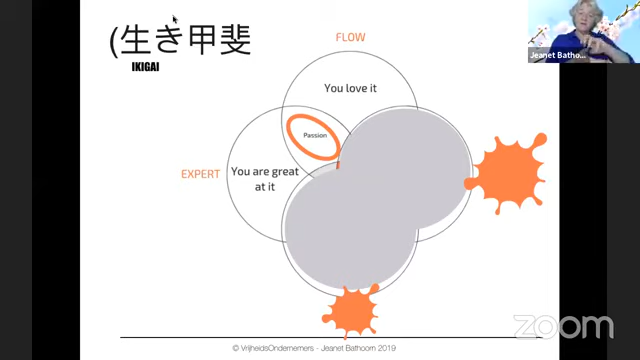 (生き甲斐
IKIGAI
FLOW
You love it
Passion
EXPERT
You are great
at it
Jeanet Batho...
zoom
© VrijheidsOndernemers - Jeanet Bathoorn 2019